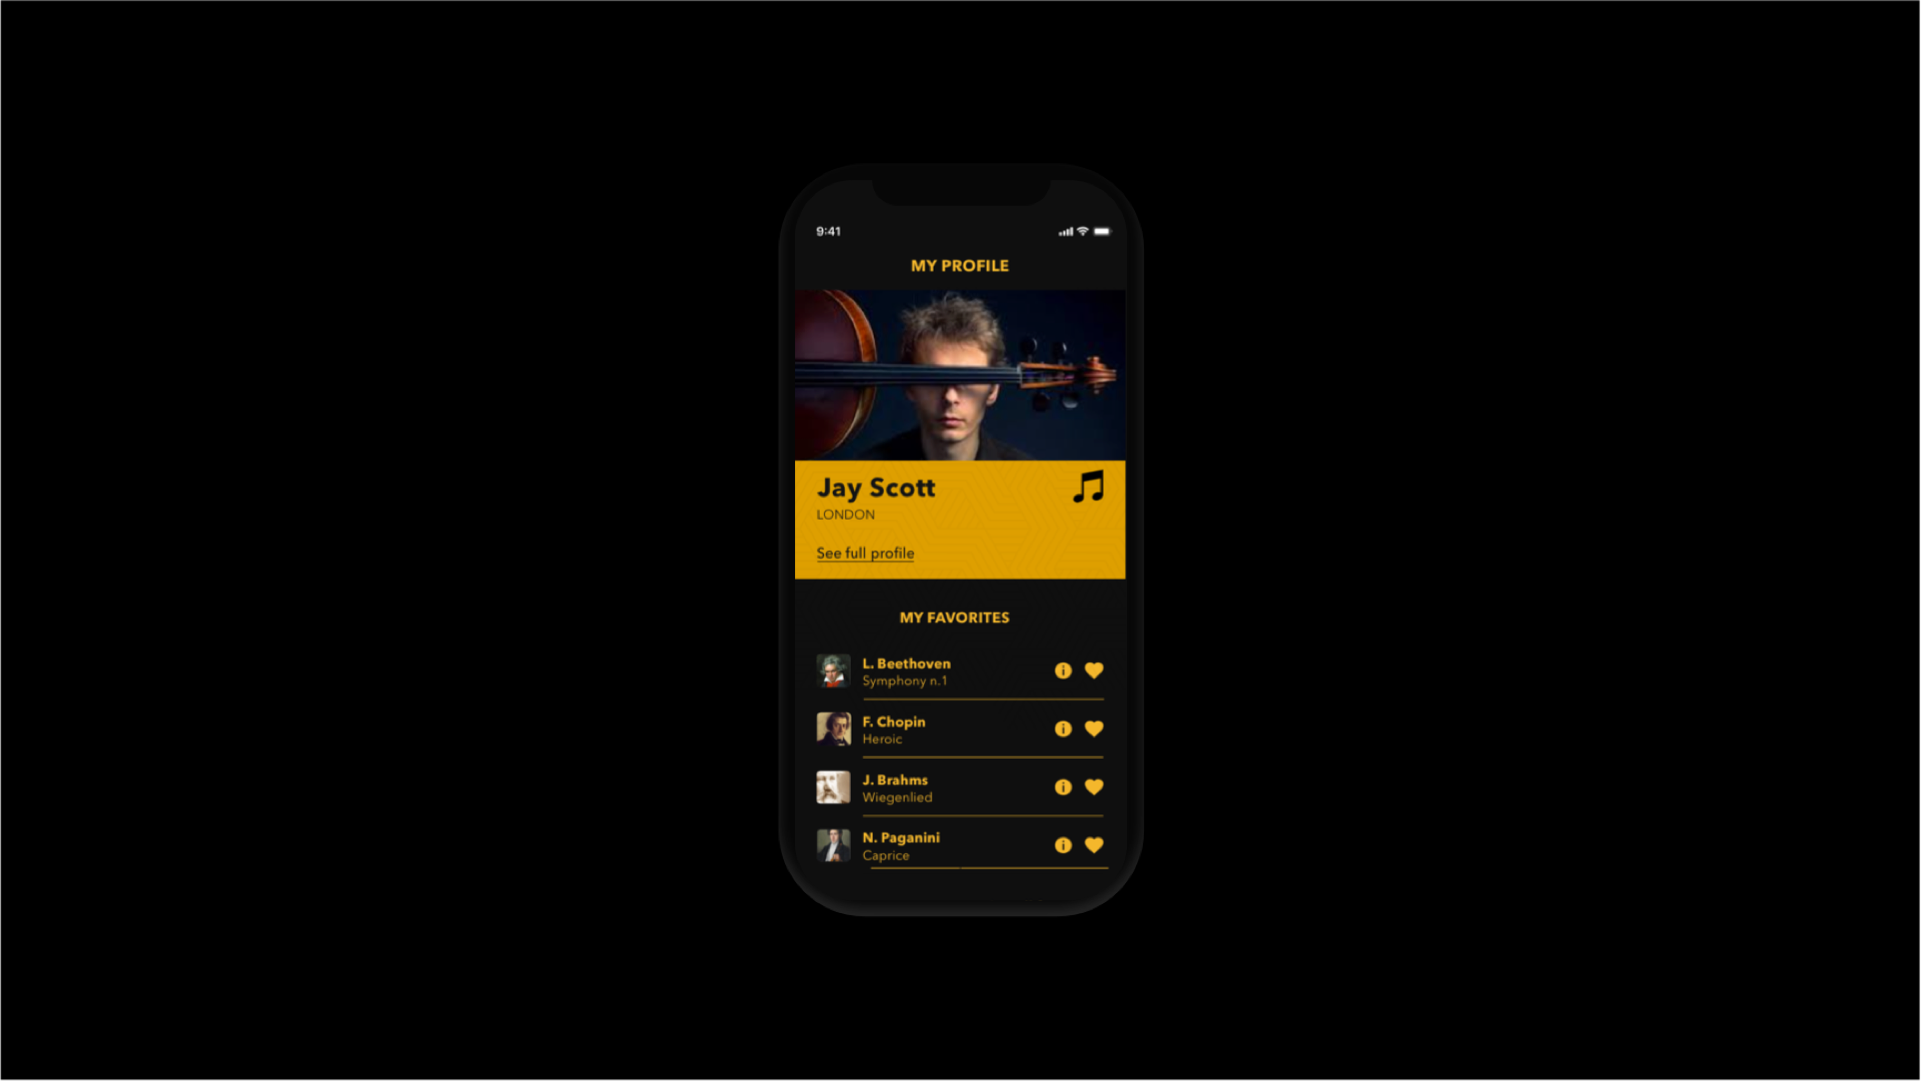 9:41
MY PROFILE
Jay Scott
LONDON
See full profile
MY FAVORITES
L. Beethoven
Symphony n.1
F. Chopin
Heroic
J. Brahms
Wiegenlied
N. Paganini
Caprice